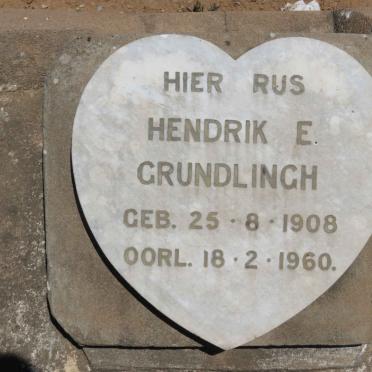 HIER RUS
HENDRIK E.
GRUNDLINGH
GEB. 25·8·1908
OORL. 18·2·1960.